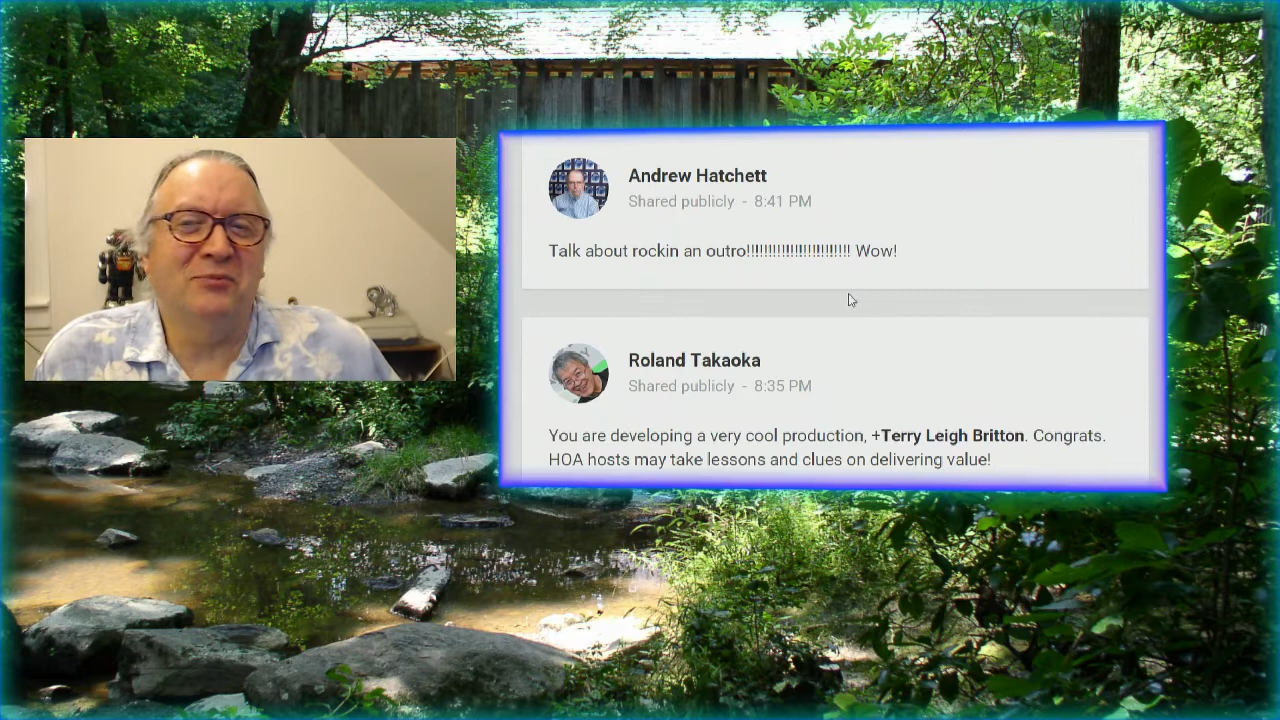 Andrew Hatchett
Shared publicly - 8:41 PM
Talk about rockin an outro!!!!!!!!!!!!!!!!!!!!!!! Wow!
Roland Takaoka
Shared publicly - 8:35 PM
You are developing a very cool production, +Terry Leigh Britton. Congrats.
HOA hosts may take lessons and clues on delivering value!